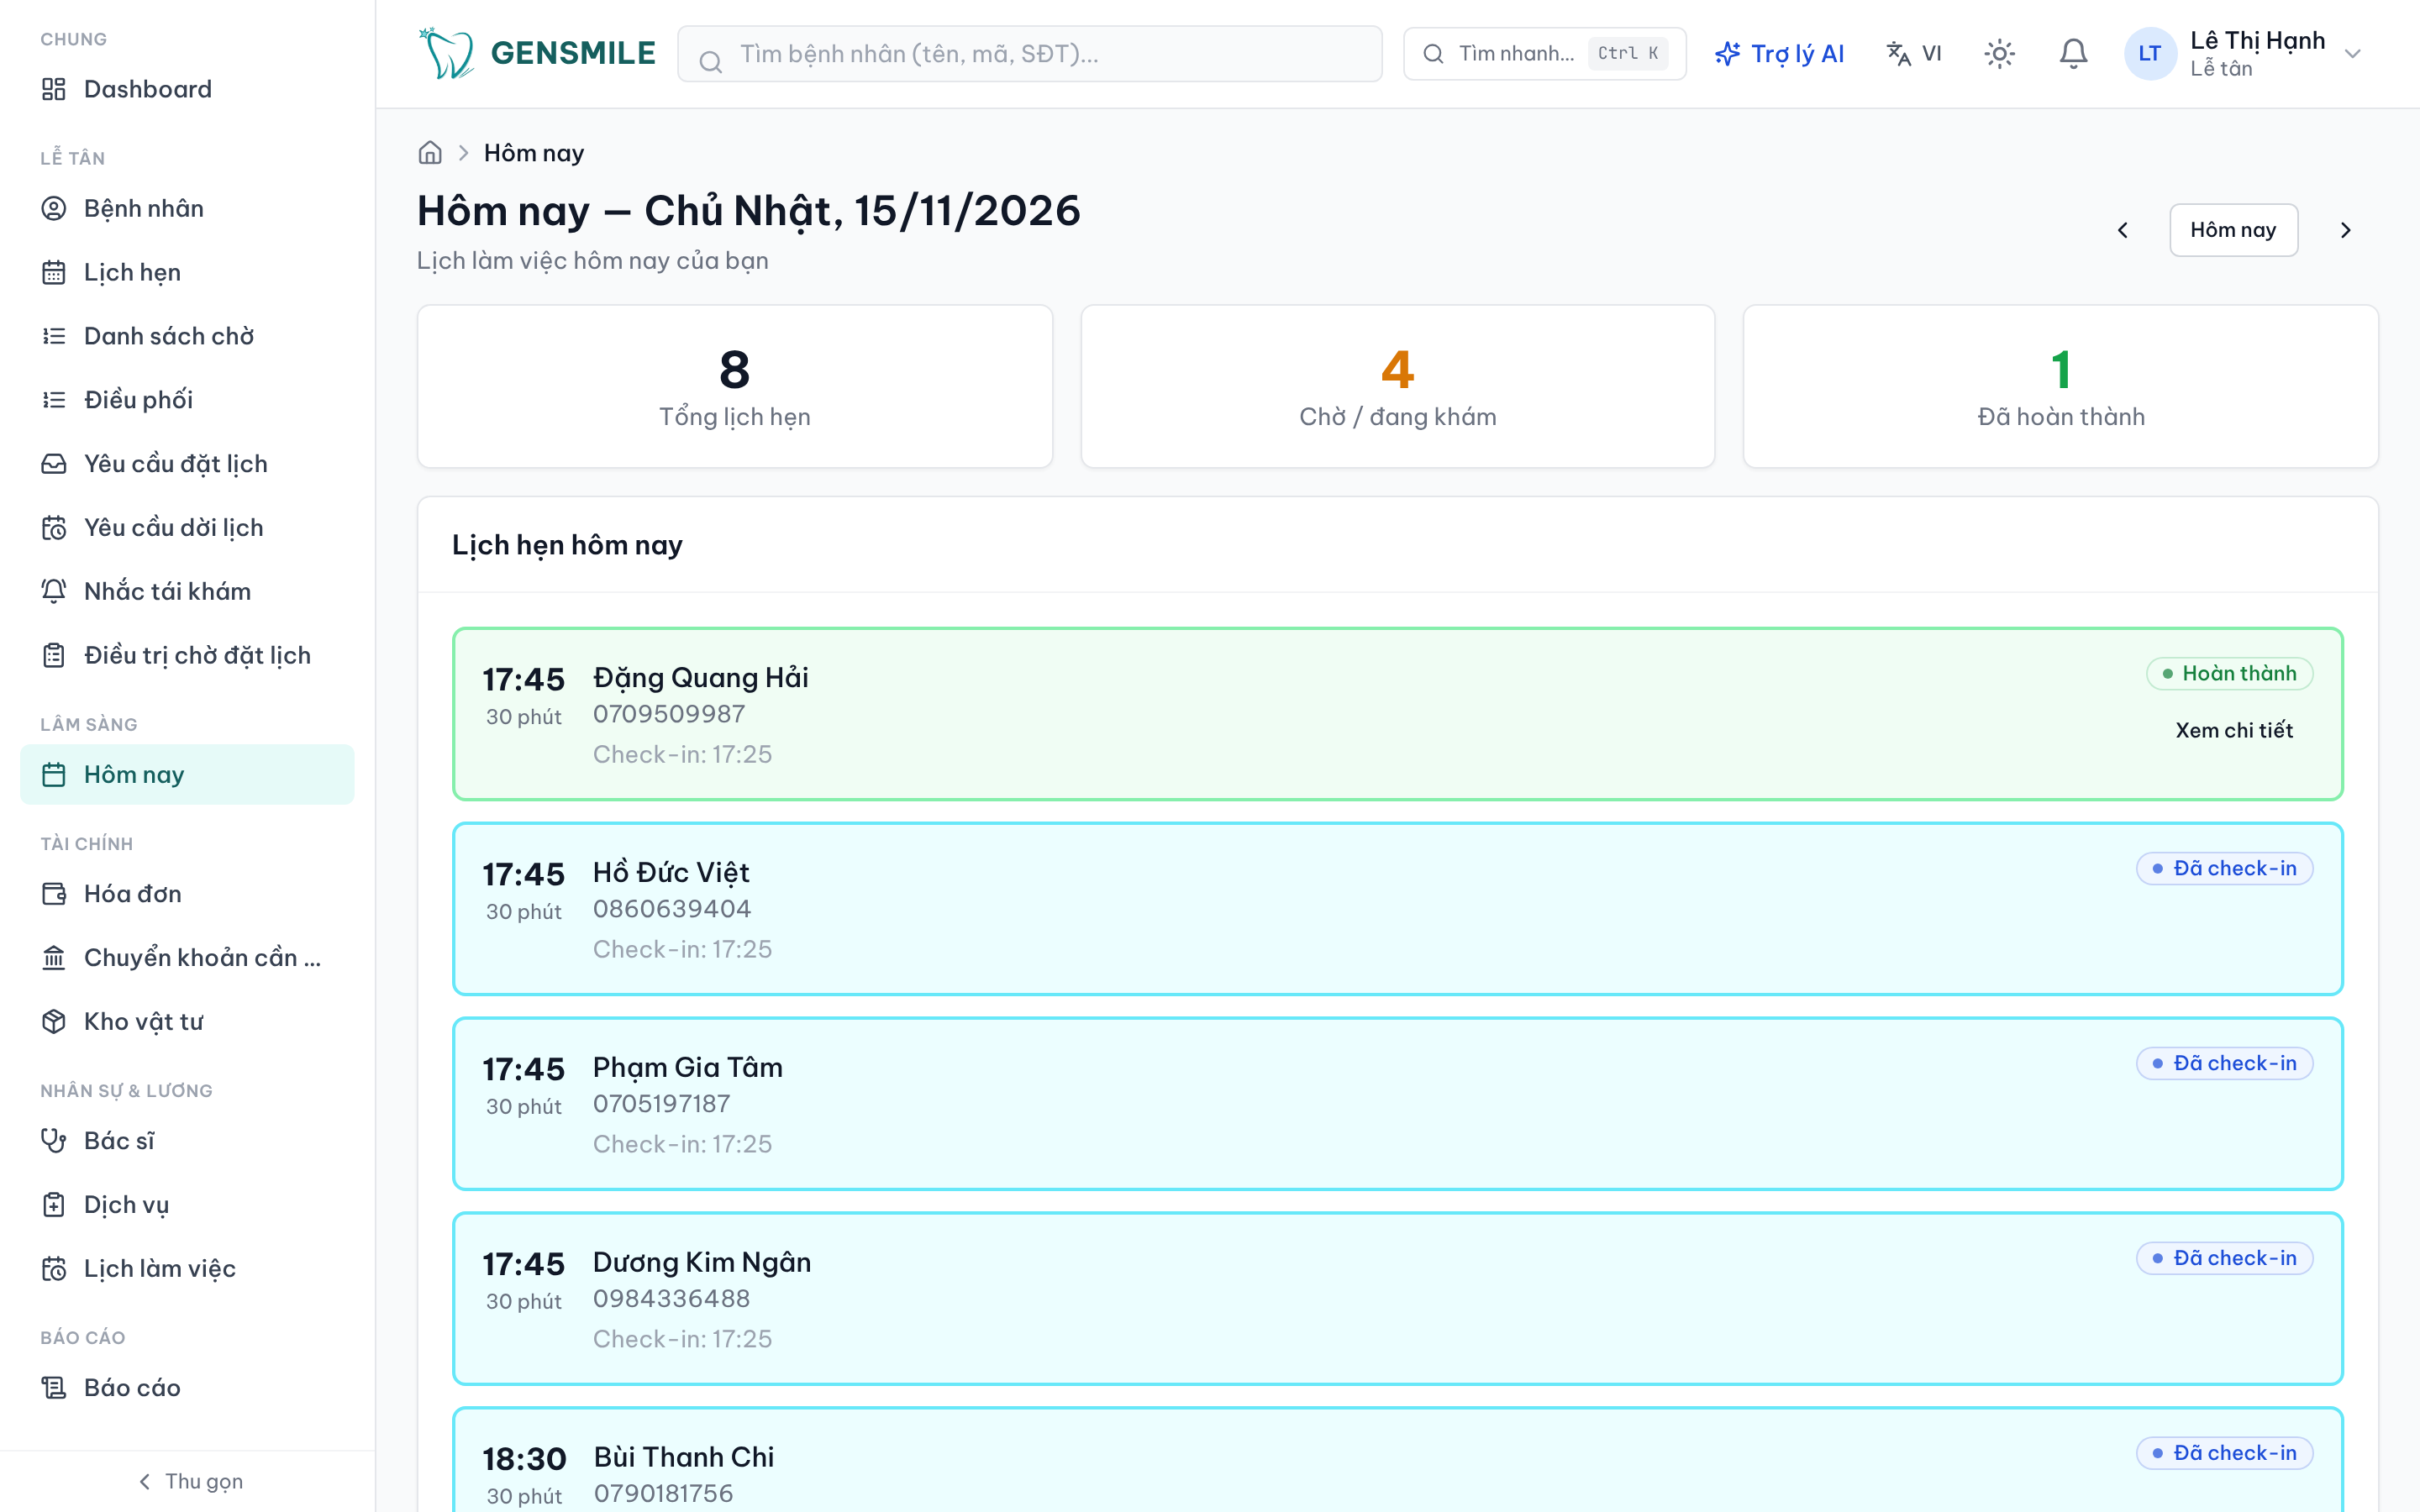 CHUNG
Dashboard
LỄ TÂN
Bệnh nhân
Lịch hẹn
Danh sách chờ
Điều phối
Yêu cầu đặt lịch
Yêu cầu dời lịch
Nhắc tái khám
Điều trị chờ đặt lịch
LÂM SÀNG
Hôm nay
TÀI CHÍNH
Hóa đơn
Chuyển khoản cần ...
Kho vật tư
NHÂN SỰ & LƯƠNG
Bác sĩ
Dịch vụ
Lịch làm việc
BÁO CÁO
Báo cáo
Thu gọn
GENSMILE
Tìm bệnh nhân (tên, mã, SĐT)...
Tìm nhanh... Ctrl K
Trợ lý AI
VI
LT
Lê Thị Hạnh
Lễ tân
Hôm nay
Hôm nay — Chủ Nhật, 15/11/2026
Lịch làm việc hôm nay của bạn
Hôm nay
8
Tổng lịch hẹn
4
Chờ / đang khám
1
Đã hoàn thành
Lịch hẹn hôm nay
17:45 Đặng Quang Hải Hoàn thành
30 phút 0709509987 Xem chi tiết
Check-in: 17:25
17:45 Hồ Đức Việt Đã check-in
30 phút 0860639404
Check-in: 17:25
17:45 Phạm Gia Tâm Đã check-in
30 phút 0705197187
Check-in: 17:25
17:45 Dương Kim Ngân Đã check-in
30 phút 0984336488
Check-in: 17:25
18:30 Bùi Thanh Chi Đã check-in
30 phút 0790181756